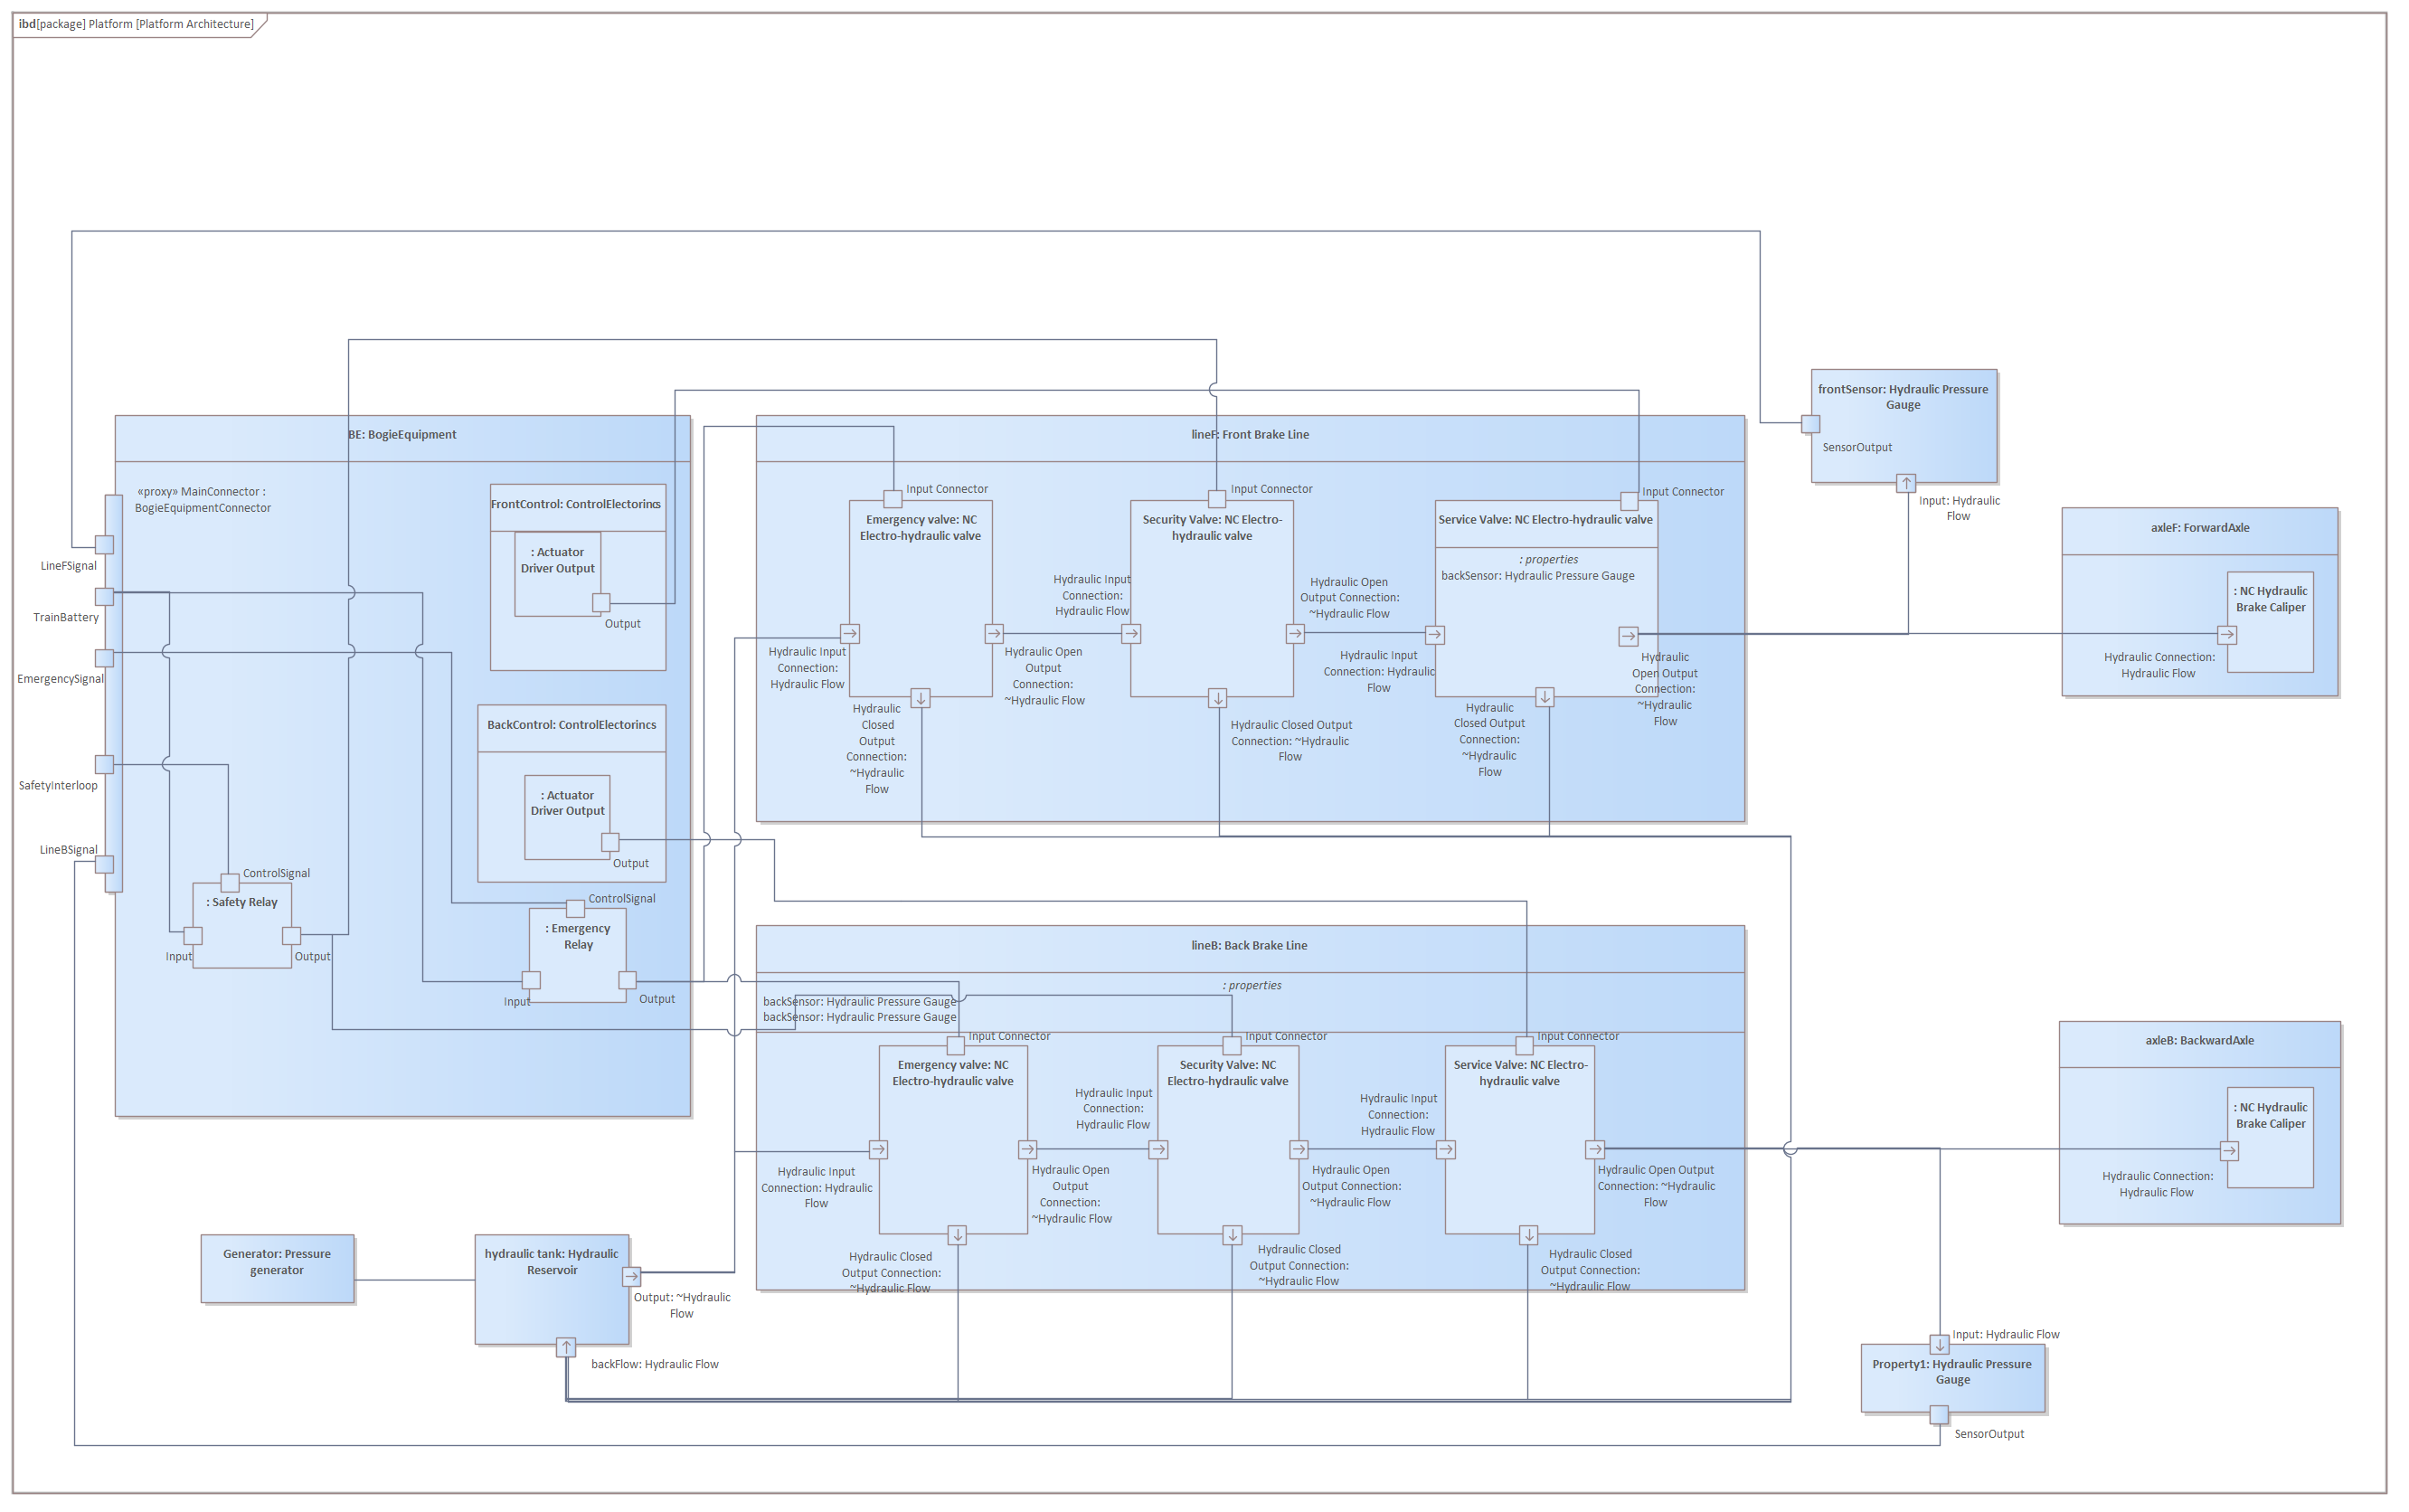 ibd[package] Platform [Platform Architecture]
BE: BogieEquipment
«proxy» MainConnector :
BogieEquipmentConnector
LineFSignal
TrainBattery
EmergencySignal
SafetyInterloop
LineBSignal
FrontControl: ControlElectorincs
: Actuator
Driver Output
Output
BackControl: ControlElectorincs
: Actuator
Driver Output
Output
ControlSignal
: Safety Relay
Input
Output
ControlSignal
: Emergency
Relay
Input
Output
lineF: Front Brake Line
Input Connector
Emergency valve: NC
Electro-hydraulic valve
Hydraulic Input
Connection:
Hydraulic Flow
Hydraulic Open
Output
Connection:
~Hydraulic Flow
Hydraulic
Closed
Output
Connection:
~Hydraulic
Flow
Input Connector
Security Valve: NC Electro-
hydraulic valve
Hydraulic Input
Connection:
Hydraulic Flow
Hydraulic Open
Output Connection:
~Hydraulic Flow
Hydraulic Closed Output
Connection: ~Hydraulic
Flow
Input Connector
Service Valve: NC Electro-hydraulic valve
: properties
backSensor: Hydraulic Pressure Gauge
Hydraulic Input
Connection: Hydraulic
Flow
Hydraulic
Open Output
Connection:
~Hydraulic
Flow
Hydraulic
Closed Output
Connection:
~Hydraulic
Flow
frontSensor: Hydraulic Pressure
Gauge
SensorOutput
Input: Hydraulic
Flow
axleF: ForwardAxle
: NC Hydraulic
Brake Caliper
Hydraulic Connection:
Hydraulic Flow
lineB: Back Brake Line
: properties
backSensor: Hydraulic Pressure Gauge
backSensor: Hydraulic Pressure Gauge
Input Connector
Emergency valve: NC
Electro-hydraulic valve
Hydraulic Input
Connection: Hydraulic
Flow
Hydraulic Open
Output
Connection:
~Hydraulic Flow
Hydraulic Closed
Output Connection:
~Hydraulic Flow
Input Connector
Security Valve: NC
Electro-hydraulic valve
Hydraulic Input
Connection:
Hydraulic Flow
Hydraulic Open
Output Connection:
~Hydraulic Flow
Hydraulic Closed
Output Connection:
~Hydraulic Flow
Input Connector
Service Valve: NC Electro-
hydraulic valve
Hydraulic Input
Connection:
Hydraulic Flow
Hydraulic Open Output
Connection: ~Hydraulic
Flow
Hydraulic Closed
Output Connection:
~Hydraulic Flow
axleB: BackwardAxle
: NC Hydraulic
Brake Caliper
Hydraulic Connection:
Hydraulic Flow
Generator: Pressure
generator
hydraulic tank: Hydraulic
Reservoir
Output: ~Hydraulic
Flow
backFlow: Hydraulic Flow
Input: Hydraulic Flow
Property1: Hydraulic Pressure
Gauge
SensorOutput